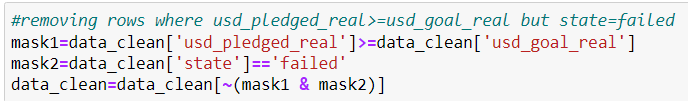 #removing rows where usd_pledged_real>=usd_goal_real but state=failed
mask1=data_clean['usd_pledged_real']>=data_clean['usd_goal_real']
mask2=data_clean['state']=='failed'
data_clean=data_clean[~(mask1 & mask2)]